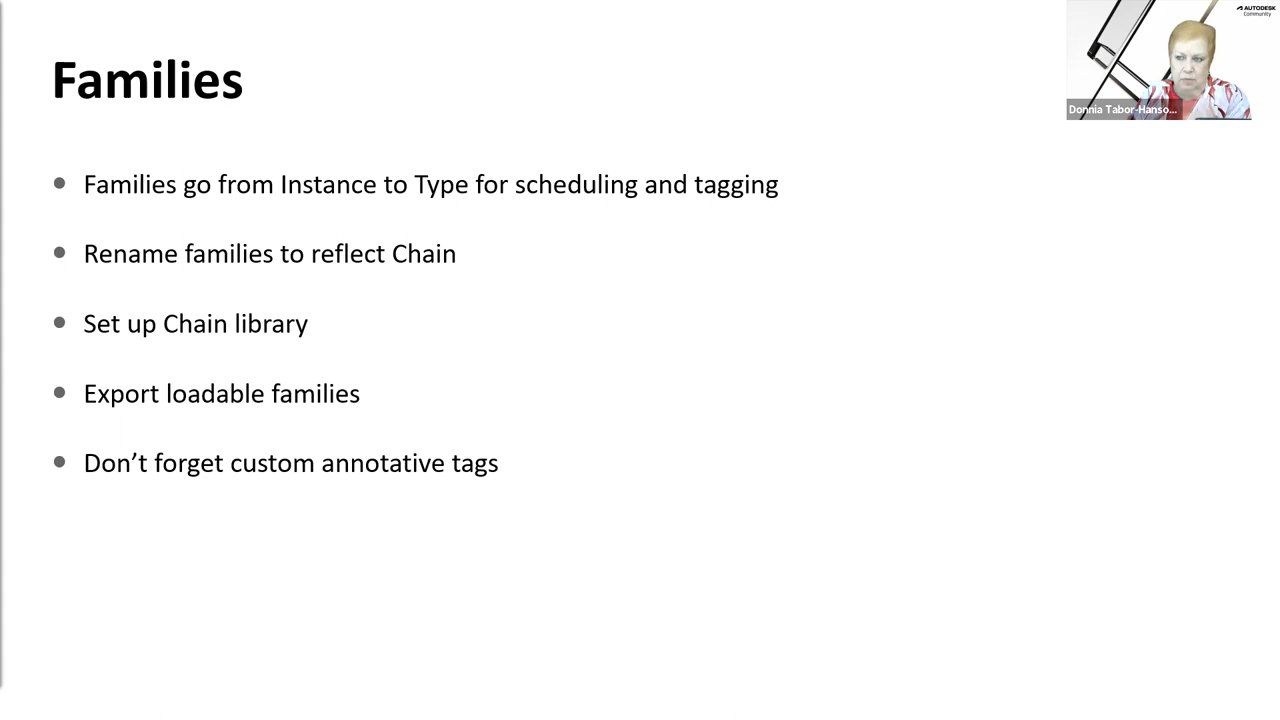 AUTODESK
Community
Families
Donnia Tabor-Hanso...
Families go from Instance to Type for scheduling and tagging
Rename families to reflect Chain
Set up Chain library
Export loadable families
Don’t forget custom annotative tags